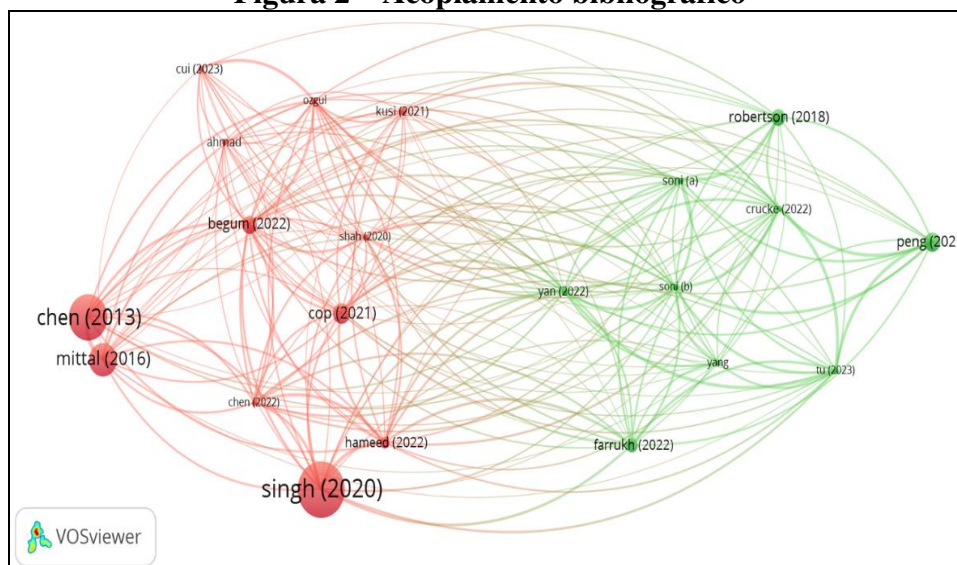 Figura 2 – Acoplamento bibliográfico
cui (2023)
ozgul
kusi (2021)
robertson (2018)
ahmad
soni (a)
crucke (2022)
begum (2022)
shah (2020)
peng (202
yan (2022)
soni (b)
chen (2013)
cop (2021)
mittal (2016)
yang
tu (2023)
chen (2022)
hameed (2022)
farrukh (2022)
singh (2020)
VOSviewer